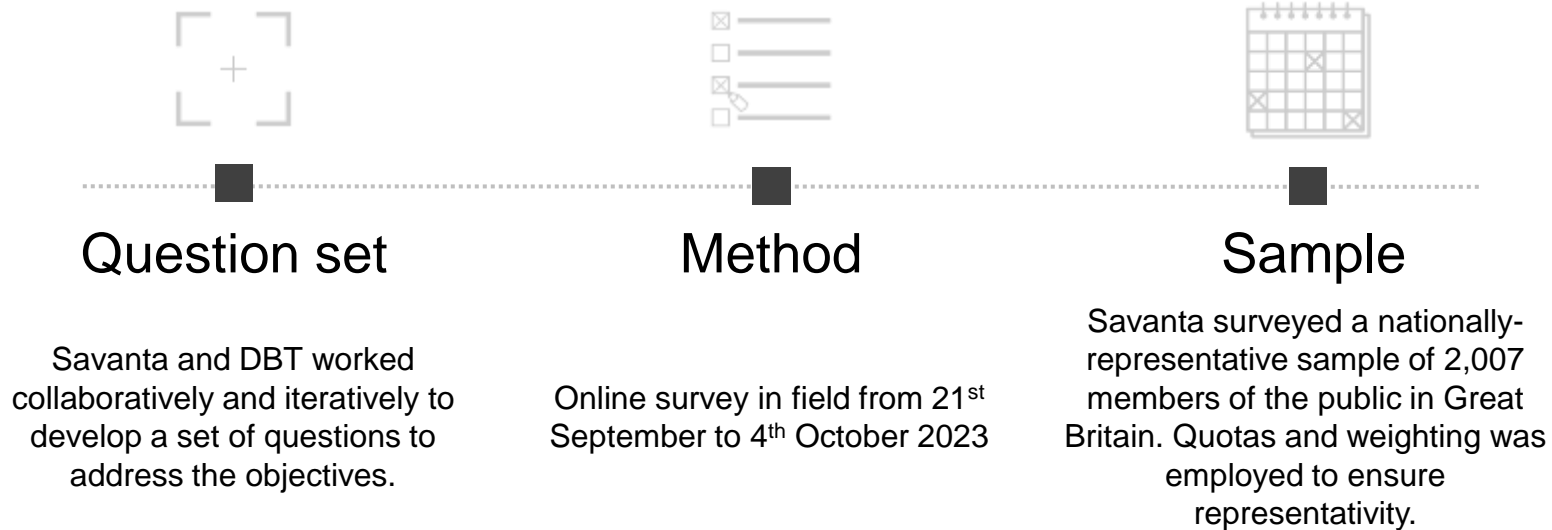 Question set
Savanta and DBT worked
collaboratively and iteratively to
develop a set of questions to
address the objectives.
Method
Online survey in field from 21st
September to 4th October 2023
Sample
Savanta surveyed a nationally-
representative sample of 2,007
members of the public in Great
Britain. Quotas and weighting was
employed to ensure
representativity.